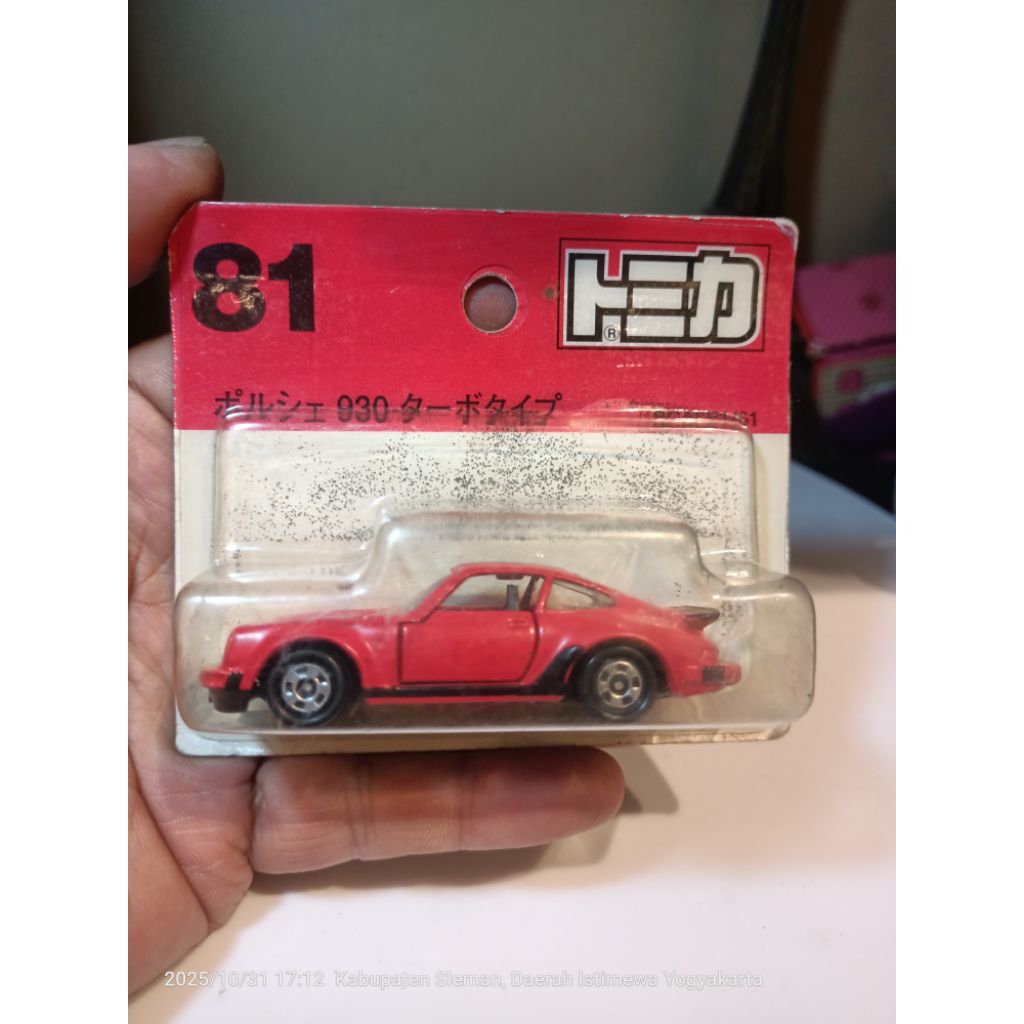 81
トミカ
®
ポルシェ 930 ターボタイプ
2025/10/31 17:12 Kabupaten Sleman, Daerah Istimewa Yogyakarta